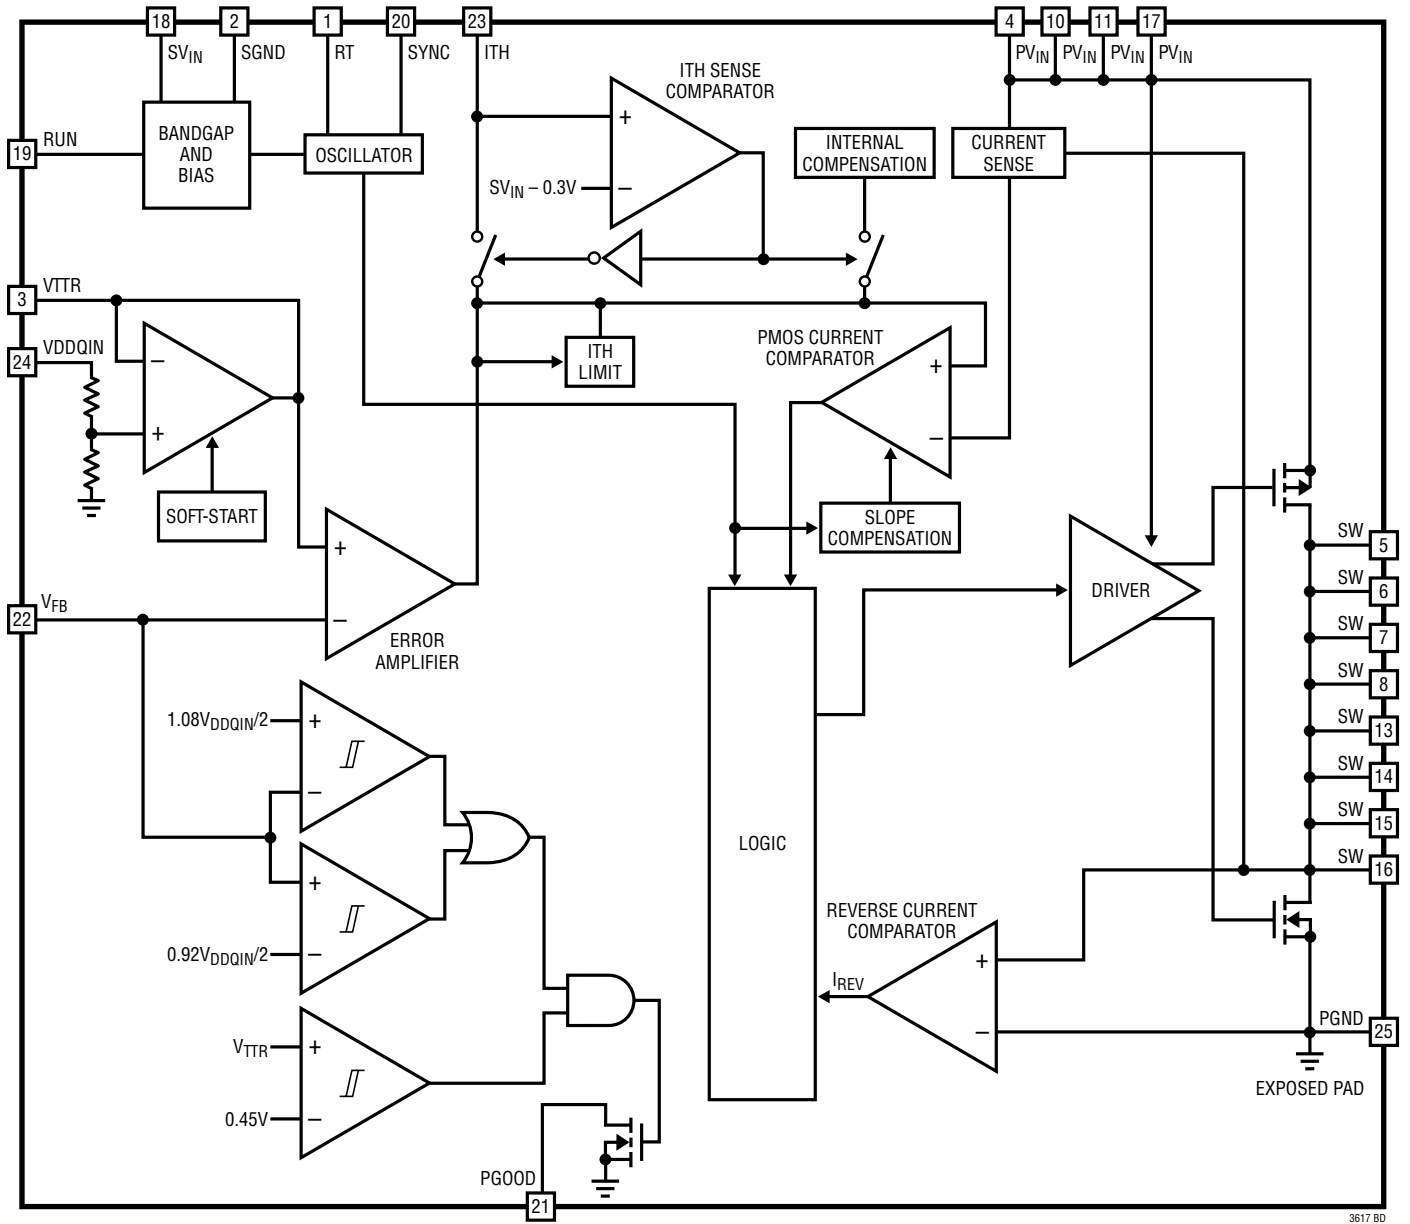 18 2 1 20 23 4 10 11 17
SVIN SGND RT SYNC ITH PVIN PVIN PVIN PVIN
ITH SENSE
COMPARATOR
19 RUN
BANDGAP
AND
BIAS
OSCILLATOR
+
SVIN – 0.3V –
INTERNAL
COMPENSATION
CURRENT
SENSE
3 VTTR
24 VDDQIN
–
+
SOFT-START
ITH
LIMIT
PMOS CURRENT
COMPARATOR
+
–
SLOPE
COMPENSATION
22 VFB
+
–
ERROR
AMPLIFIER
DRIVER
SW 5
SW 6
SW 7
SW 8
SW 13
SW 14
SW 15
SW 16
1.08VDDQIN/2 +
–
+
0.92VDDQIN/2 –
VTTR +
0.45V –
LOGIC
REVERSE CURRENT
COMPARATOR
IREV
+
–
PGND 25
EXPOSED PAD
PGOOD
21
3617 BD